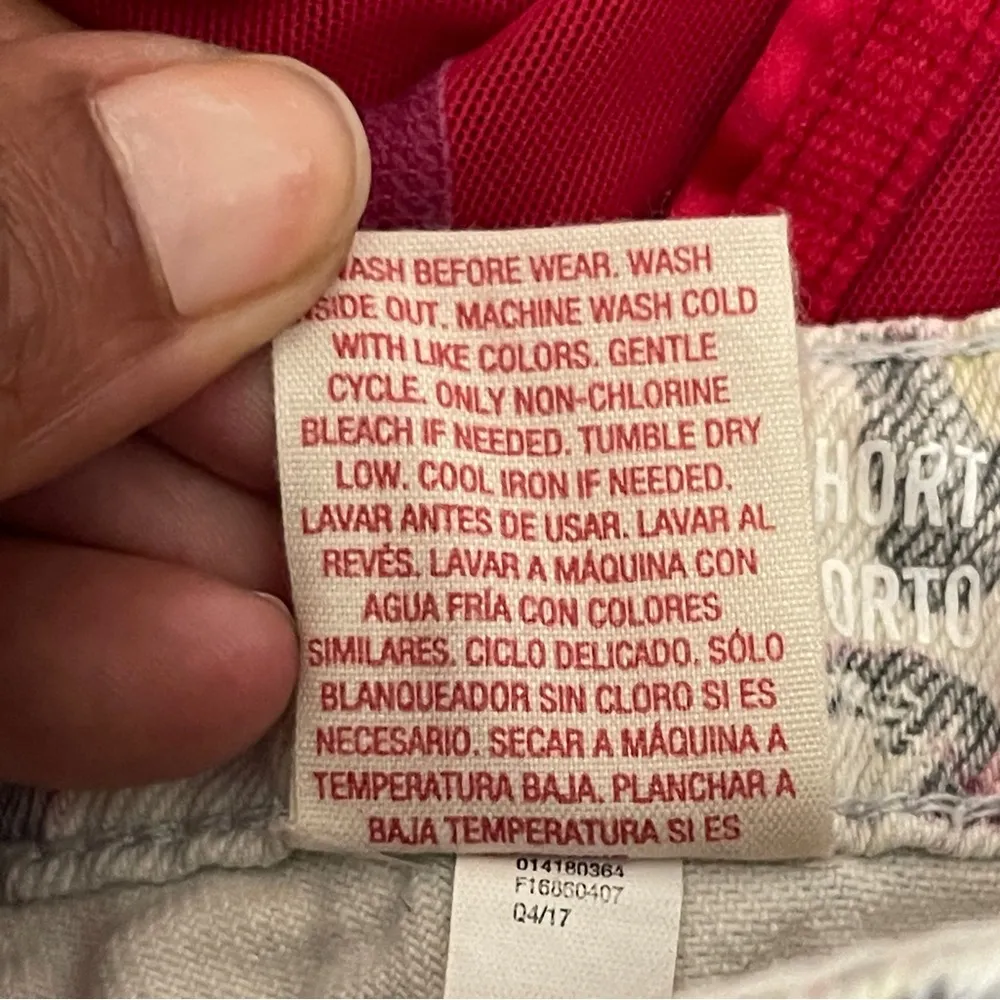 WASH BEFORE WEAR. WASH
INSIDE OUT. MACHINE WASH COLD
WITH LIKE COLORS. GENTLE
CYCLE. ONLY NON-CHLORINE
BLEACH IF NEEDED. TUMBLE DRY
LOW. COOL IRON IF NEEDED.
LAVAR ANTES DE USAR. LAVAR AL
REVÉS. LAVAR A MÁQUINA CON
AGUA FRÍA CON COLORES
SIMILARES. CICLO DELICADO. SÓLO
BLANQUEADOR SIN CLORO SI ES
NECESARIO. SECAR A MÁQUINA A
TEMPERATURA BAJA. PLANCHAR A
BAJA TEMPERATURA SI ES
HORT
ORTO
014180364
F16860407
Q4/17